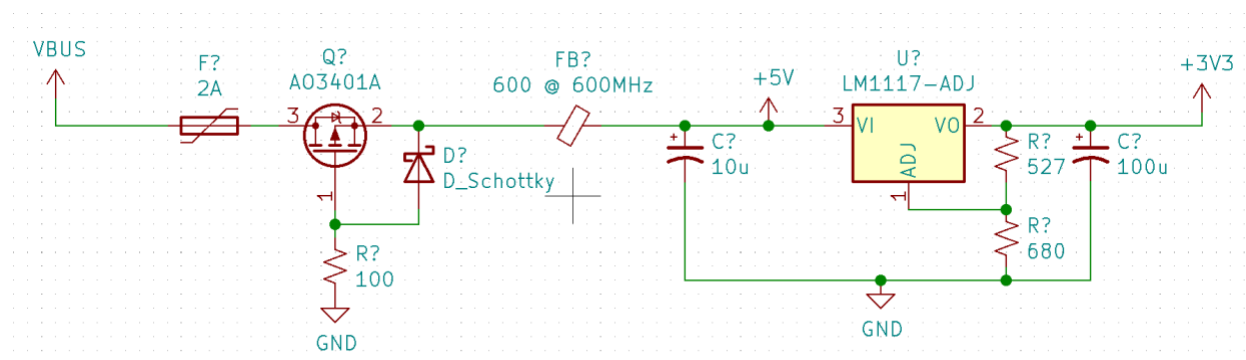 VBUS
F?
2A
Q?
AO3401A
3
2
1
D?
D_Schottky
R?
100
GND
FB?
600 @ 600MHz
C?
10u
+
+5V
U?
LM1117-ADJ
3
VI
VO
2
ADJ
1
R?
527
R?
680
+
C?
100u
+3V3
GND